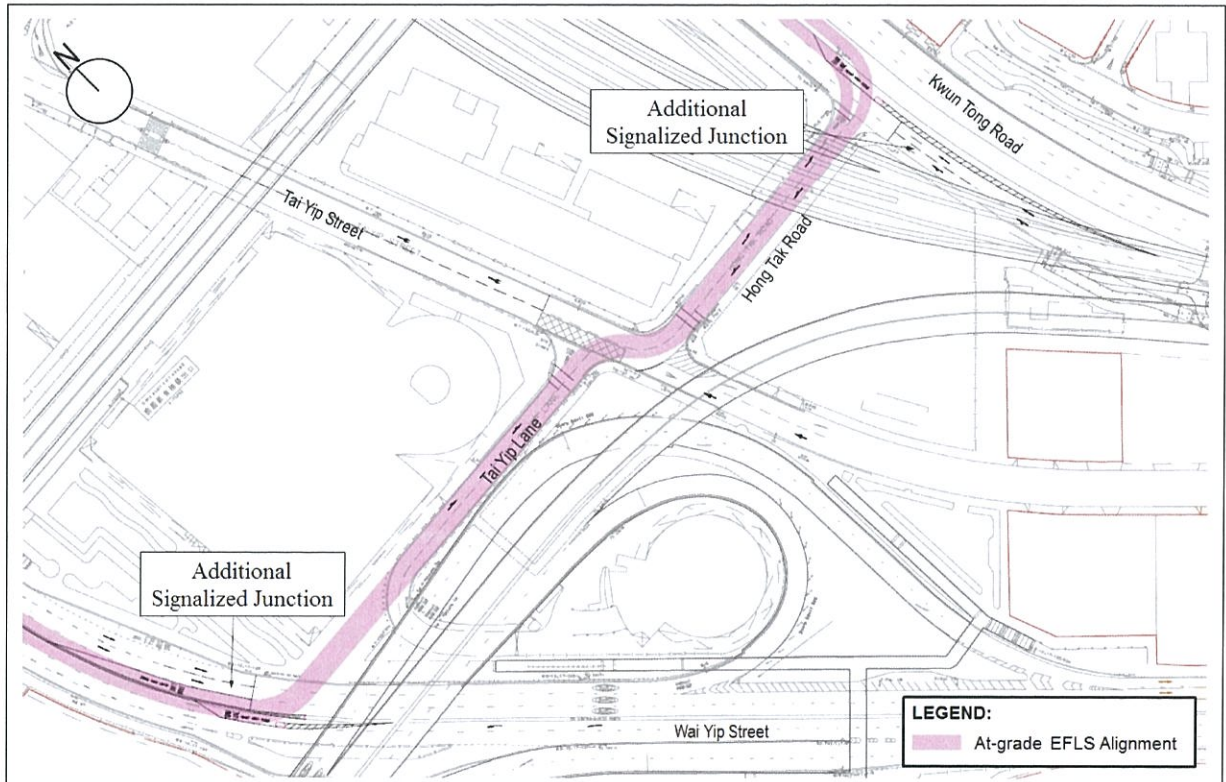 N
Additional
Signalized Junction
Kwun Tong Road
Tai Yip Street
Hong Tak Road
Tai Yip Lane
Additional
Signalized Junction
Wai Yip Street
LEGEND:
At-grade EFLS Alignment